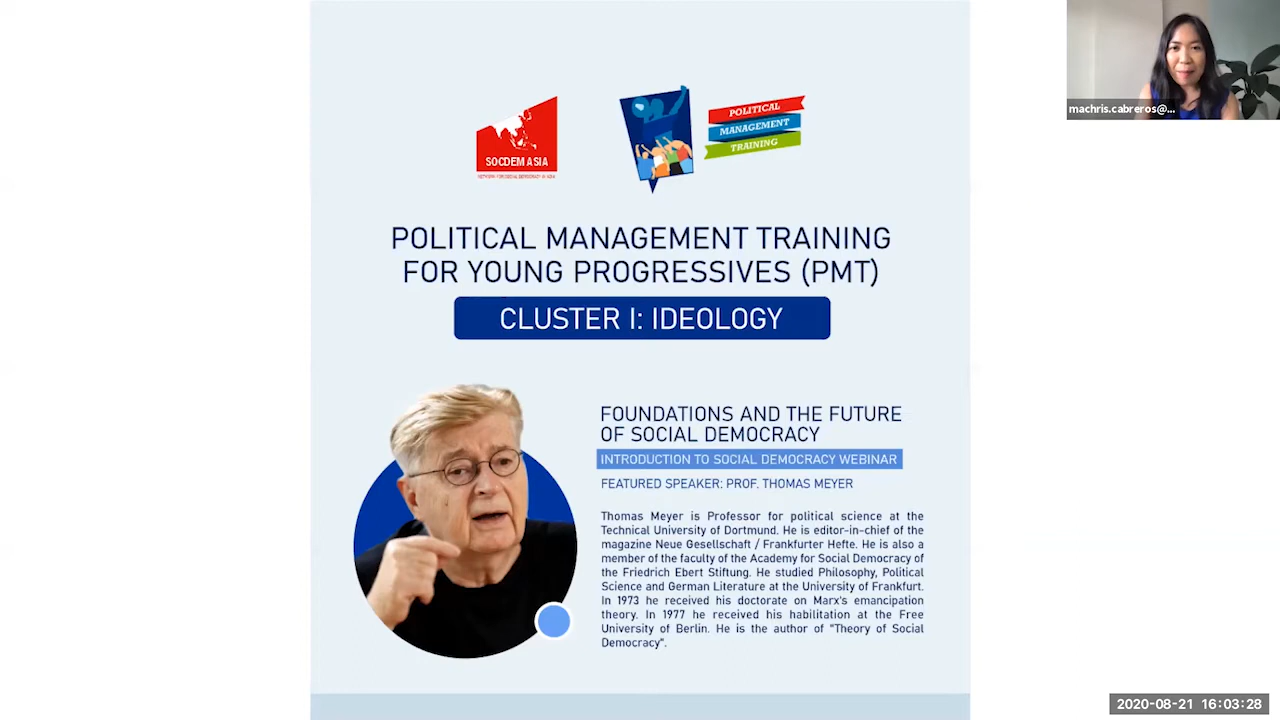 SOCDEM ASIA
NETWORK FOR SOCIAL DEMOCRACY IN ASIA
POLITICAL
MANAGEMENT
TRAINING
machris.cabreros@...
POLITICAL MANAGEMENT TRAINING
FOR YOUNG PROGRESSIVES (PMT)
CLUSTER I: IDEOLOGY
FOUNDATIONS AND THE FUTURE
OF SOCIAL DEMOCRACY
INTRODUCTION TO SOCIAL DEMOCRACY WEBINAR
FEATURED SPEAKER: PROF. THOMAS MEYER
Thomas Meyer is Professor for political science at the
Technical University of Dortmund. He is editor-in-chief of the
magazine Neue Gesellschaft / Frankfurter Hefte. He is also a
member of the faculty of the Academy for Social Democracy of
the Friedrich Ebert Stiftung. He studied Philosophy, Political
Science and German Literature at the University of Frankfurt.
In 1973 he received his doctorate on Marx's emancipation
theory. In 1977 he received his habilitation at the Free
University of Berlin. He is the author of "Theory of Social
Democracy".
2020-08-21 16:03:28